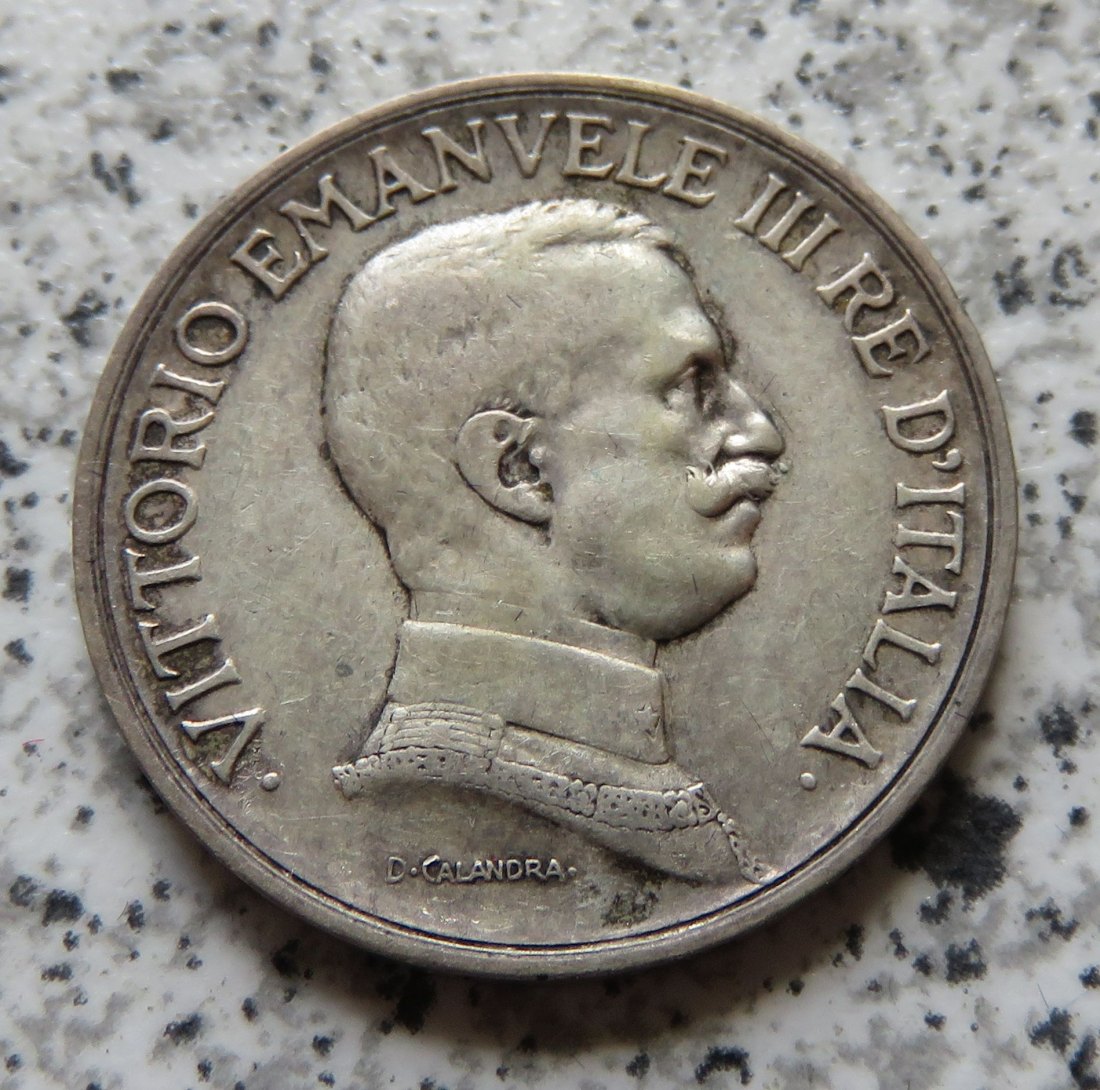 · VITTORIO EMANVELE III RE D'ITALIA ·
D·CALANDRA·